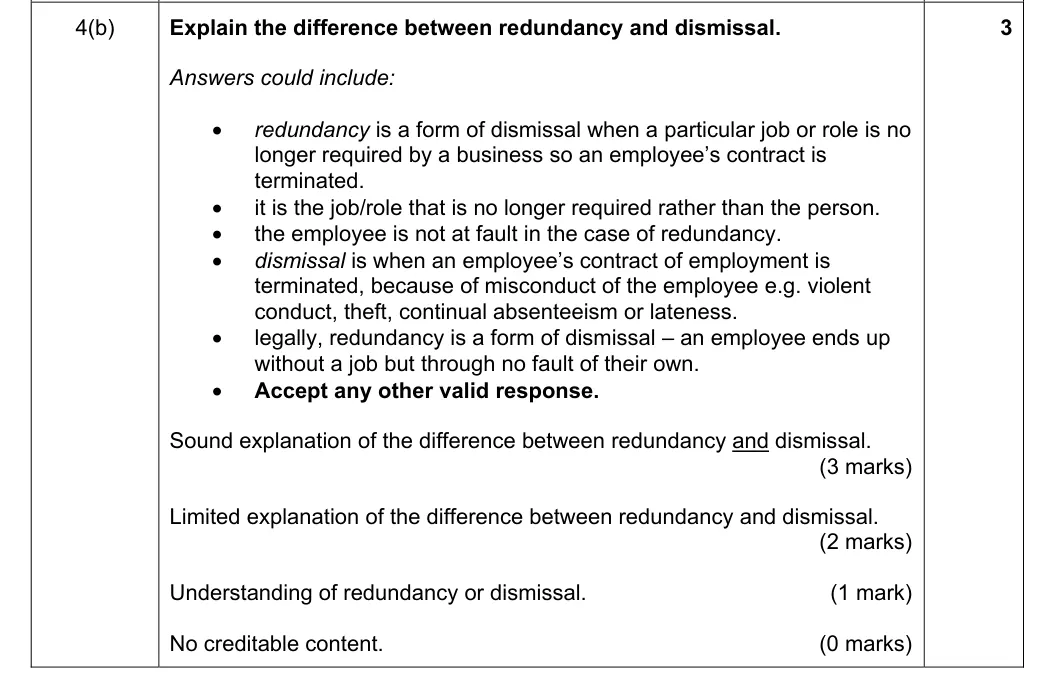 4(b) Explain the difference between redundancy and dismissal. 3
Answers could include:
• redundancy is a form of dismissal when a particular job or role is no
longer required by a business so an employee’s contract is
terminated.
• it is the job/role that is no longer required rather than the person.
• the employee is not at fault in the case of redundancy.
• dismissal is when an employee’s contract of employment is
terminated, because of misconduct of the employee e.g. violent
conduct, theft, continual absenteeism or lateness.
• legally, redundancy is a form of dismissal – an employee ends up
without a job but through no fault of their own.
• Accept any other valid response.
Sound explanation of the difference between redundancy and dismissal.
(3 marks)
Limited explanation of the difference between redundancy and dismissal.
(2 marks)
Understanding of redundancy or dismissal. (1 mark)
No creditable content. (0 marks)